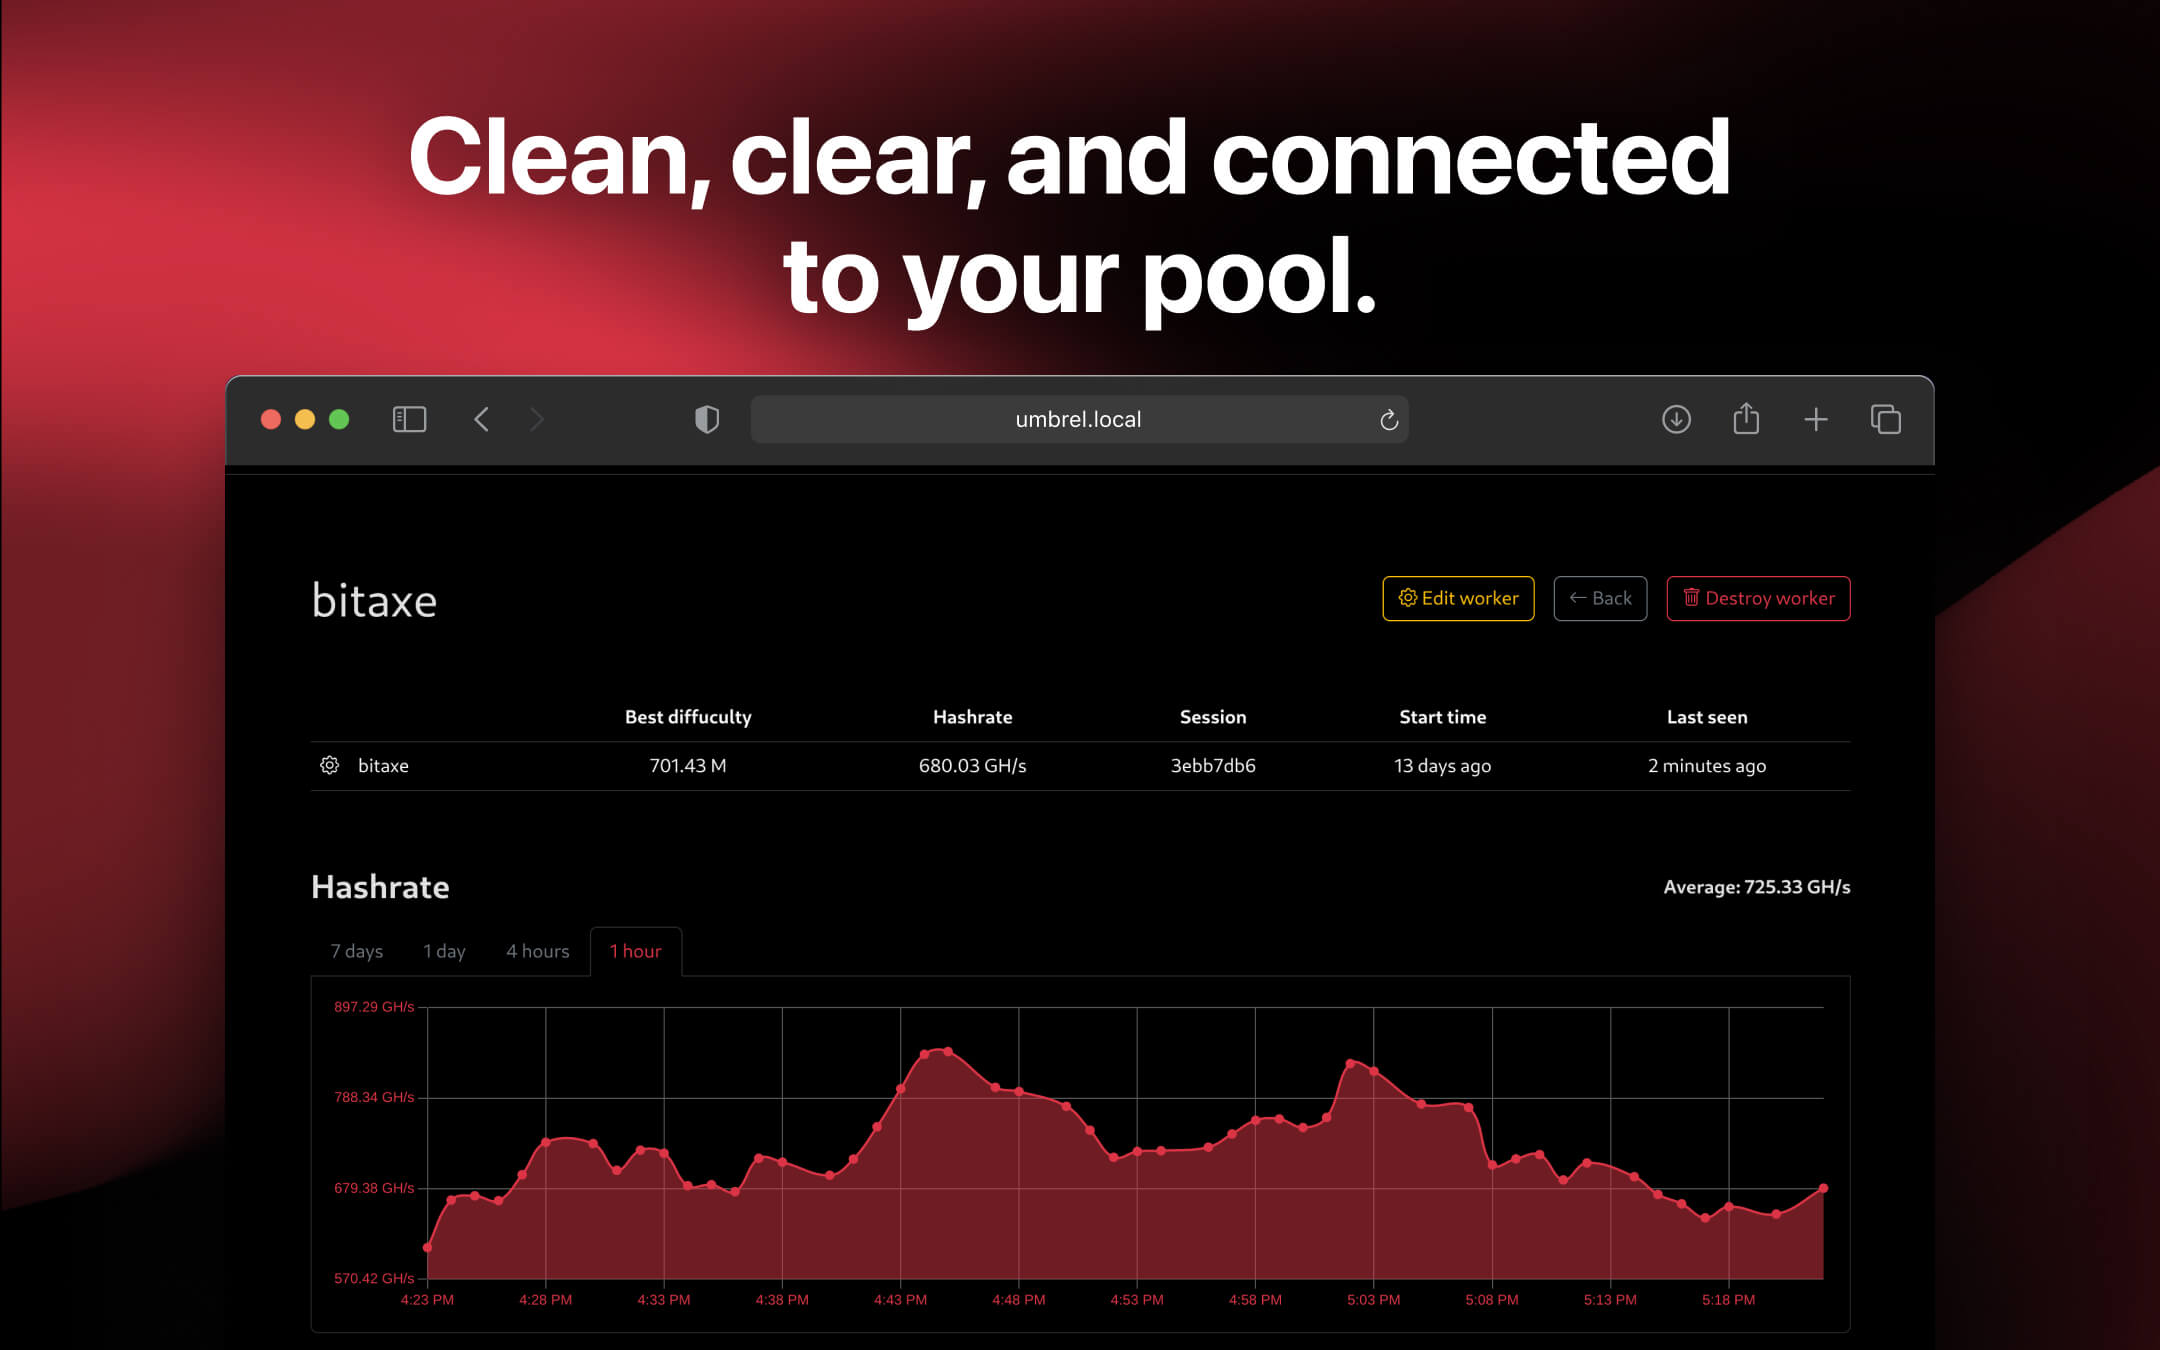 Clean, clear, and connected
to your pool.
umbrel.local
bitaxe
Edit worker
← Back
Destroy worker
Best diffuculty Hashrate Session Start time Last seen
bitaxe 701.43 M 680.03 GH/s 3ebb7db6 13 days ago 2 minutes ago
Hashrate
Average: 725.33 GH/s
7 days 1 day 4 hours 1 hour
897.29 GH/s
788.34 GH/s
679.38 GH/s
570.42 GH/s
4:23 PM 4:28 PM 4:33 PM 4:38 PM 4:43 PM 4:48 PM 4:53 PM 4:58 PM 5:03 PM 5:08 PM 5:13 PM 5:18 PM